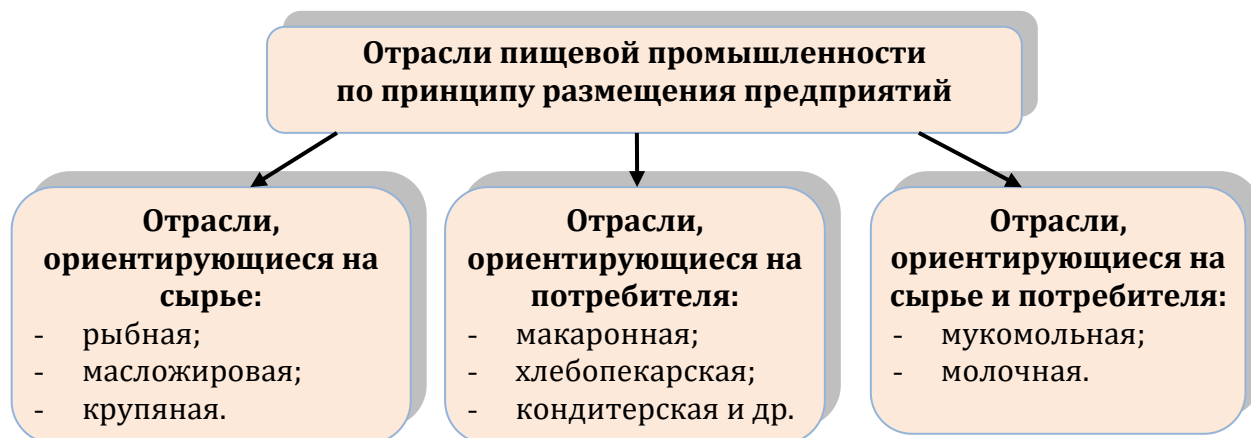 Отрасли пищевой промышленности
по принципу размещения предприятий
Отрасли,
ориентирующиеся на
сырье:
- рыбная;
- масложировая;
- крупяная.
Отрасли,
ориентирующиеся на
потребителя:
- макаронная;
- хлебопекарская;
- кондитерская и др.
Отрасли,
ориентирующиеся на
сырье и потребителя:
- мукомольная;
- молочная.